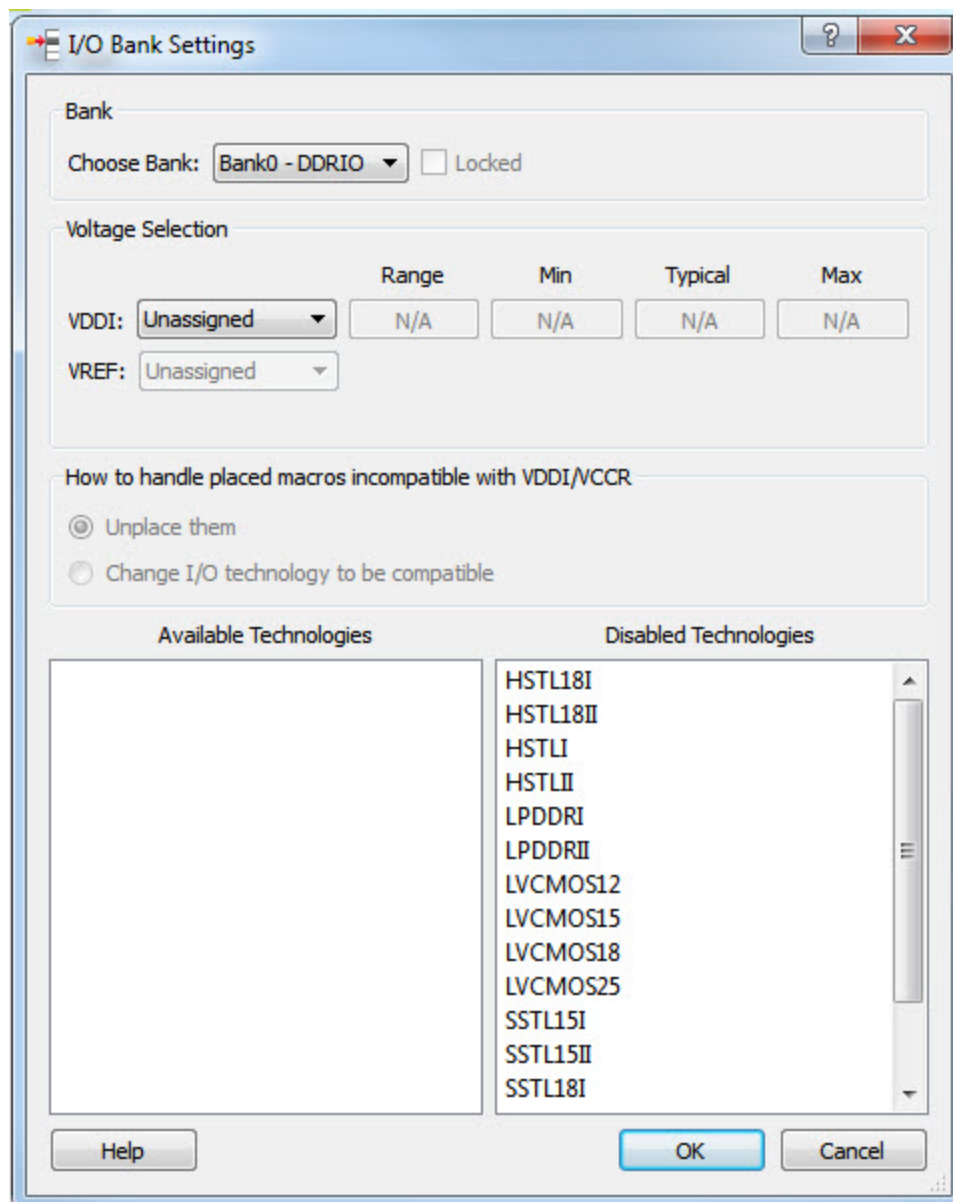 I/O Bank Settings
Bank
Choose Bank: Bank0 - DDRIO Locked
Voltage Selection
Range Min Typical Max
VDDI: Unassigned N/A N/A N/A N/A
VREF: Unassigned
How to handle placed macros incompatible with VDDI/VCCR
Unplace them
Change I/O technology to be compatible
Available Technologies Disabled Technologies
HSTL18I
HSTL18II
HSTLI
HSTLII
LPDDRI
LPDDRII
LVCMOS12
LVCMOS15
LVCMOS18
LVCMOS25
SSTL15I
SSTL15II
SSTL18I
Help OK Cancel